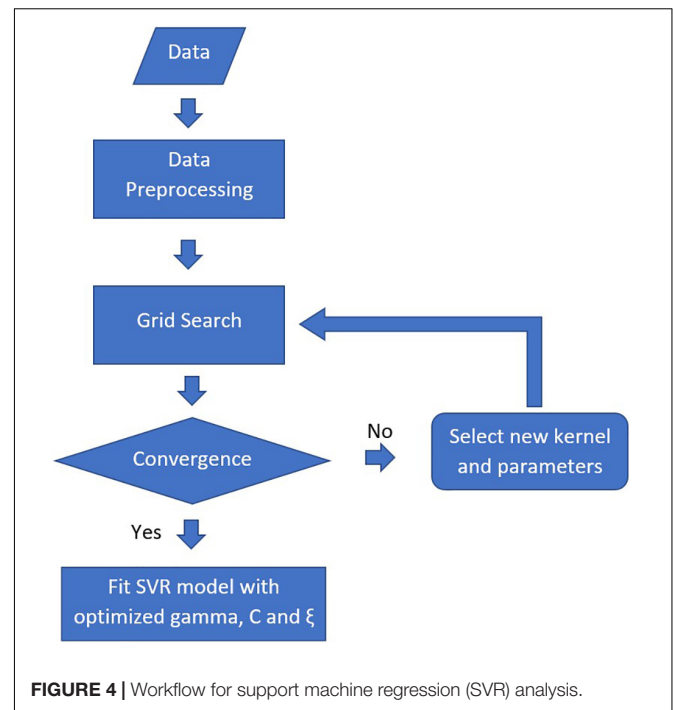 Data
Data
Preprocessing
Grid Search
Convergence
No
Select new kernel
and parameters
Yes
Fit SVR model with
optimized gamma, C and ξ
FIGURE 4 | Workflow for support machine regression (SVR) analysis.